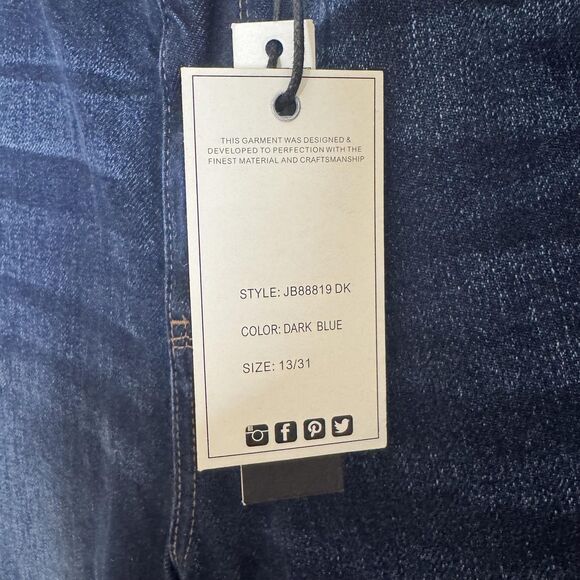 THIS GARMENT WAS DESIGNED &
DEVELOPED TO PERFECTION WITH THE
FINEST MATERIAL AND CRAFTSMANSHIP
STYLE: JB88819 DK
COLOR: DARK BLUE
SIZE: 13/31